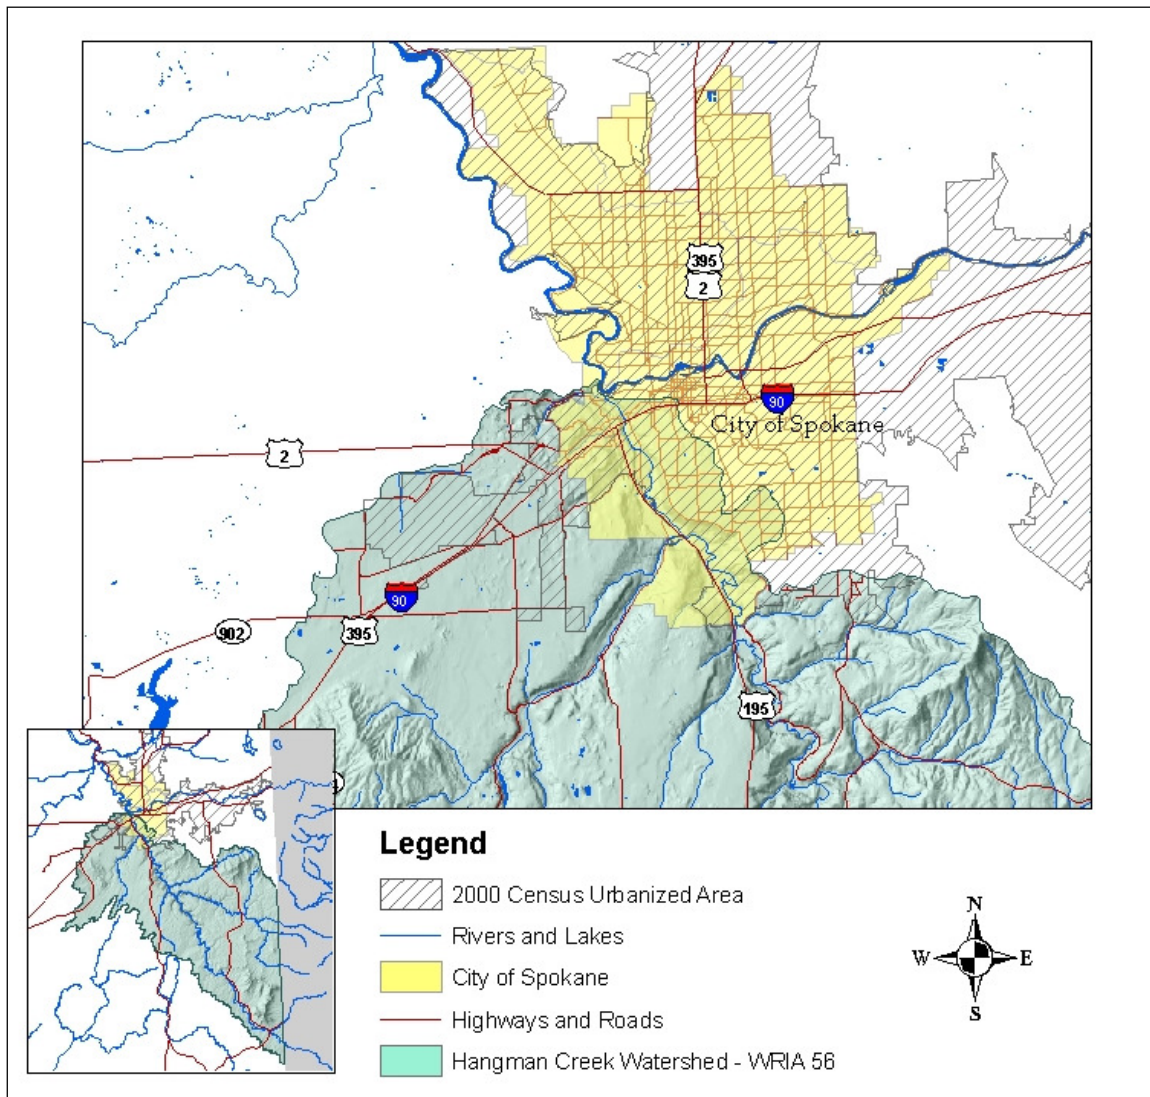 395
2
90
City of Spokane
2
90
902
395
195
Legend
2000 Census Urbanized Area
Rivers and Lakes
City of Spokane
Highways and Roads
Hangman Creek Watershed - WRIA 56
N
W
E
S